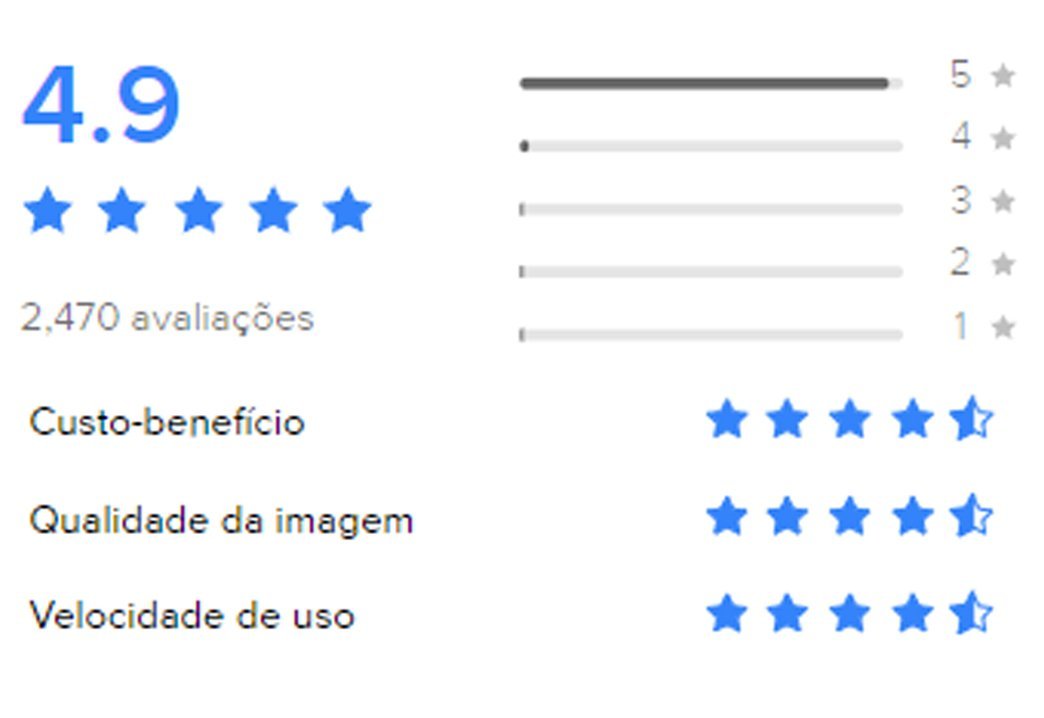 4.9
5
4
3
2
1
2,470 avaliações
Custo-benefício
Qualidade da imagem
Velocidade de uso